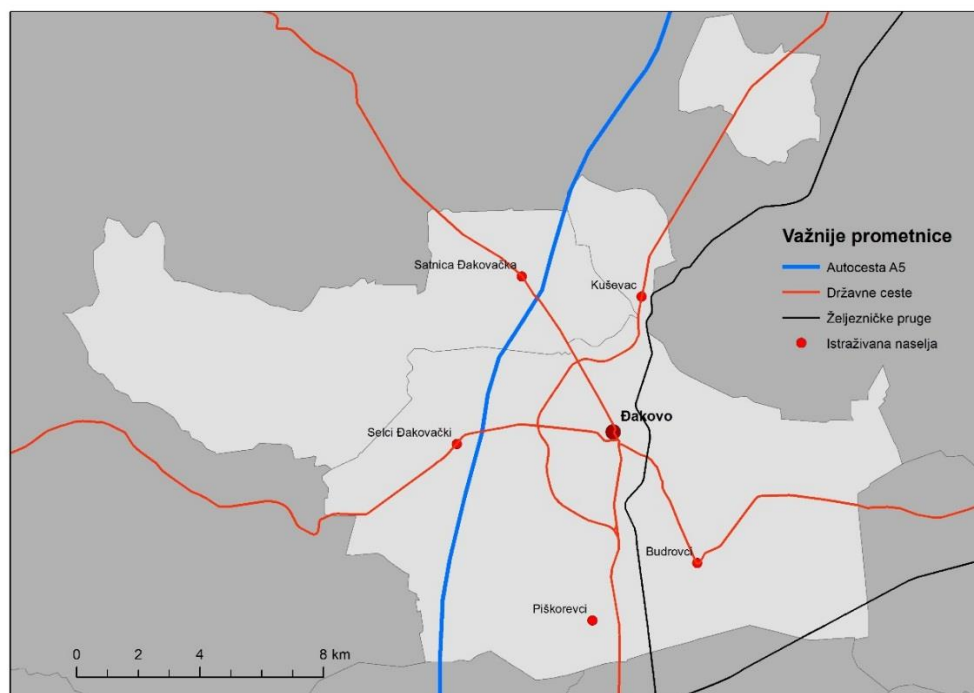 Satnica Đakovačka
Kuševac
Važnije prometnice
Autocesta A5
Državne ceste
Željezničke pruge
Istraživana naselja
Đakovo
Selci Đakovački
Budrovci
Piškorevci
0 2 4 8 km